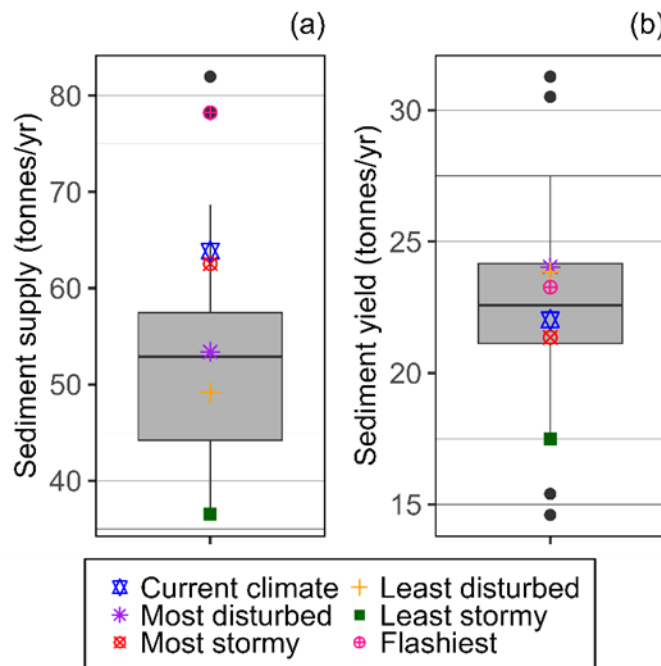 (a)
(b)
Sediment supply (tonnes/yr)
80
70
60
50
40
Sediment yield (tonnes/yr)
30
25
20
15
Current climate
Least disturbed
Most disturbed
Least stormy
Most stormy
Flashiest